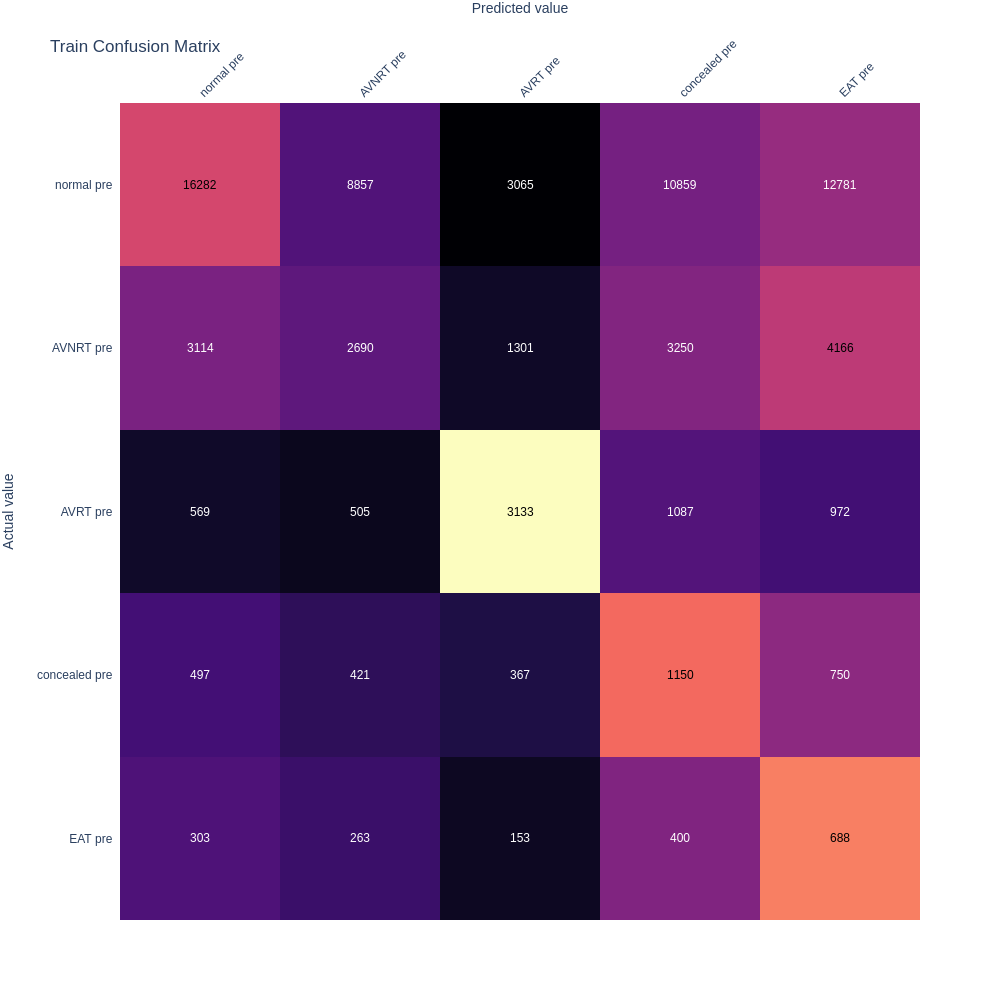 Predicted value
Train Confusion Matrix
normal pre AVNRT pre AVRT pre concealed pre EAT pre
normal pre 16282 8857 3065 10859 12781
AVNRT pre 3114 2690 1301 3250 4166
Actual value
AVRT pre 569 505 3133 1087 972
concealed pre 497 421 367 1150 750
EAT pre 303 263 153 400 688